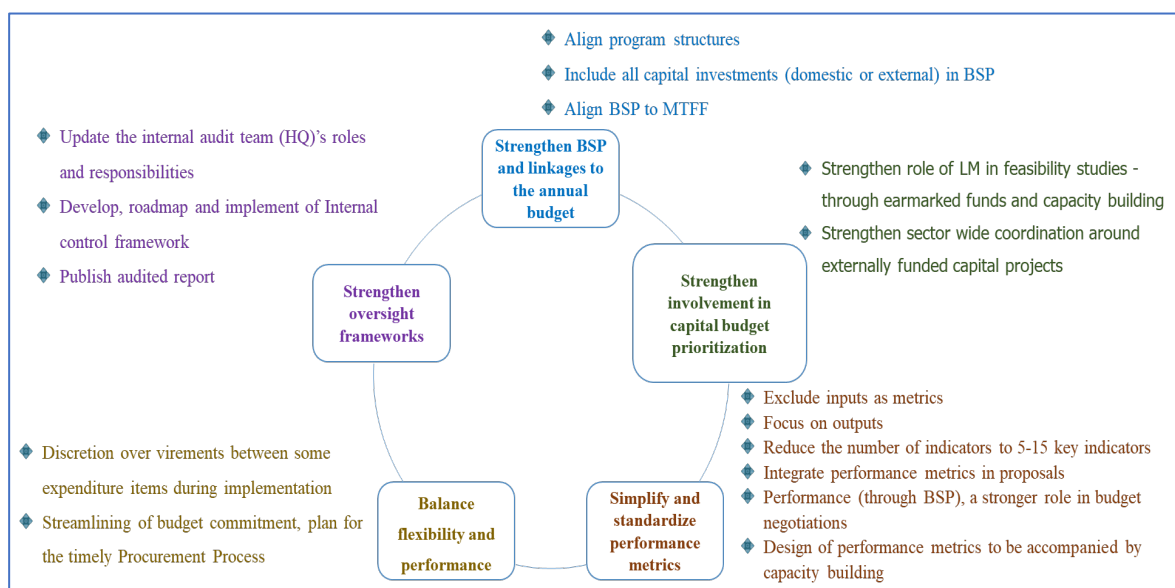 Align program structures
Include all capital investments (domestic or external) in BSP
Align BSP to MTFF
Strengthen BSP
and linkages to
the annual
budget
Update the internal audit team (HQ)'s roles
and responsibilities
Develop, roadmap and implement of Internal
control framework
Publish audited report
Strengthen
oversight
frameworks
Strengthen role of LM in feasibility studies -
through earmarked funds and capacity building
Strengthen sector wide coordination around
externally funded capital projects
Strengthen
involvement in
capital budget
prioritization
Exclude inputs as metrics
Focus on outputs
Reduce the number of indicators to 5-15 key indicators
Integrate performance metrics in proposals
Performance (through BSP), a stronger role in budget
negotiations
Design of performance metrics to be accompanied by
capacity building
Simplify and
standardize
performance
metrics
Discretion over virements between some
expenditure items during implementation
Streamlining of budget commitment, plan for
the timely Procurement Process
Balance
flexibility and
performance